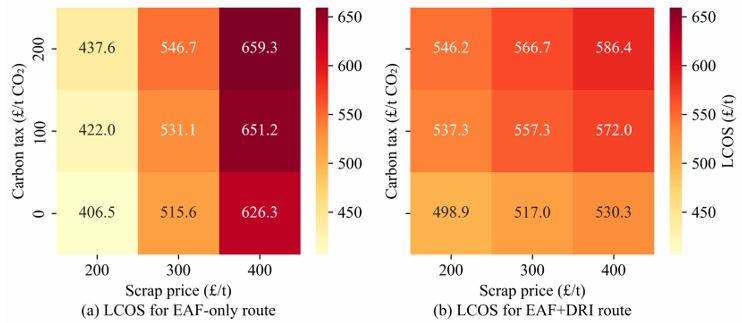 Carbon tax (£/t CO₂)
200
100
0
437.6 546.7 659.3
422.0 531.1 651.2
406.5 515.6 626.3
200 300 400
Scrap price (£/t)
(a) LCOS for EAF-only route
650
600
550
500
450
Carbon tax (£/t CO₂)
546.2 566.7 586.4
537.3 557.3 572.0
498.9 517.0 530.3
200 300 400
Scrap price (£/t)
(b) LCOS for EAF+DRI route
650
600
550
500
450
LCOS (£/t)